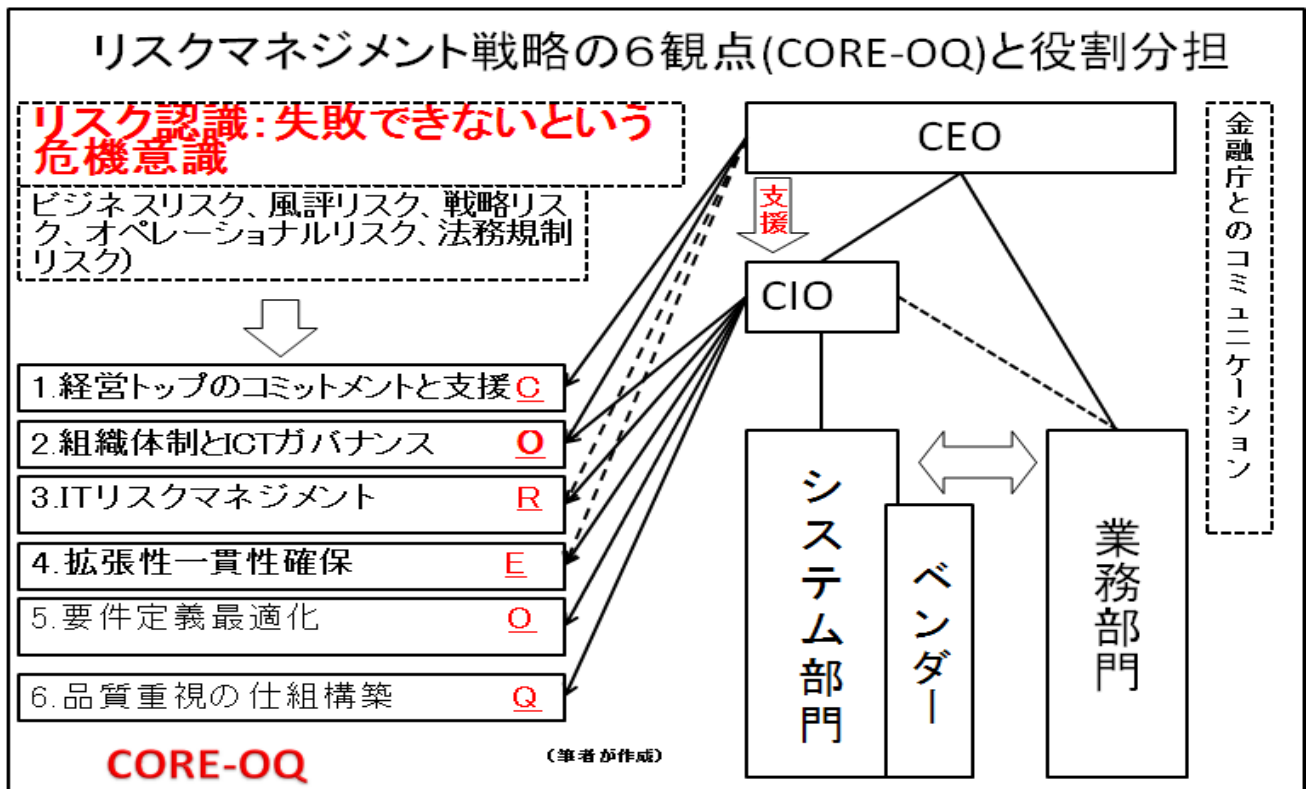 リスクマネジメント戦略の6観点(CORE-OQ)と役割分担
リスク認識：失敗できないという
危機意識
ビジネスリスク、風評リスク、戦略リス
ク、オペレーショナルリスク、法務規制
リスク)
1.経営トップのコミットメントと支援 C
2.組織体制とICTガバナンス O
3.ITリスクマネジメント R
4.拡張性一貫性確保 E
5.要件定義最適化 O
6.品質重視の仕組構築 Q
CORE-OQ
（筆者が作成）
CEO
支援
CIO
システム部門
ベンダー
業務部門
金融庁とのコミュニケーション